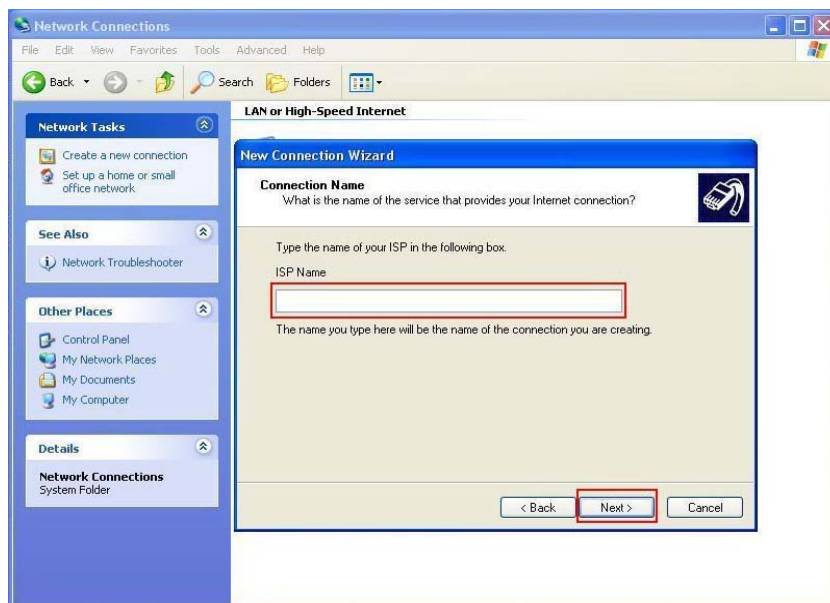 Network Connections
File Edit View Favorites Tools Advanced Help
Back Search Folders
LAN or High-Speed Internet
Network Tasks
Create a new connection
Set up a home or small
office network
See Also
Network Troubleshooter
Other Places
Control Panel
My Network Places
My Documents
My Computer
Details
Network Connections
System Folder
New Connection Wizard
Connection Name
What is the name of the service that provides your Internet connection?
Type the name of your ISP in the following box.
ISP Name
The name you type here will be the name of the connection you are creating.
< Back Next > Cancel